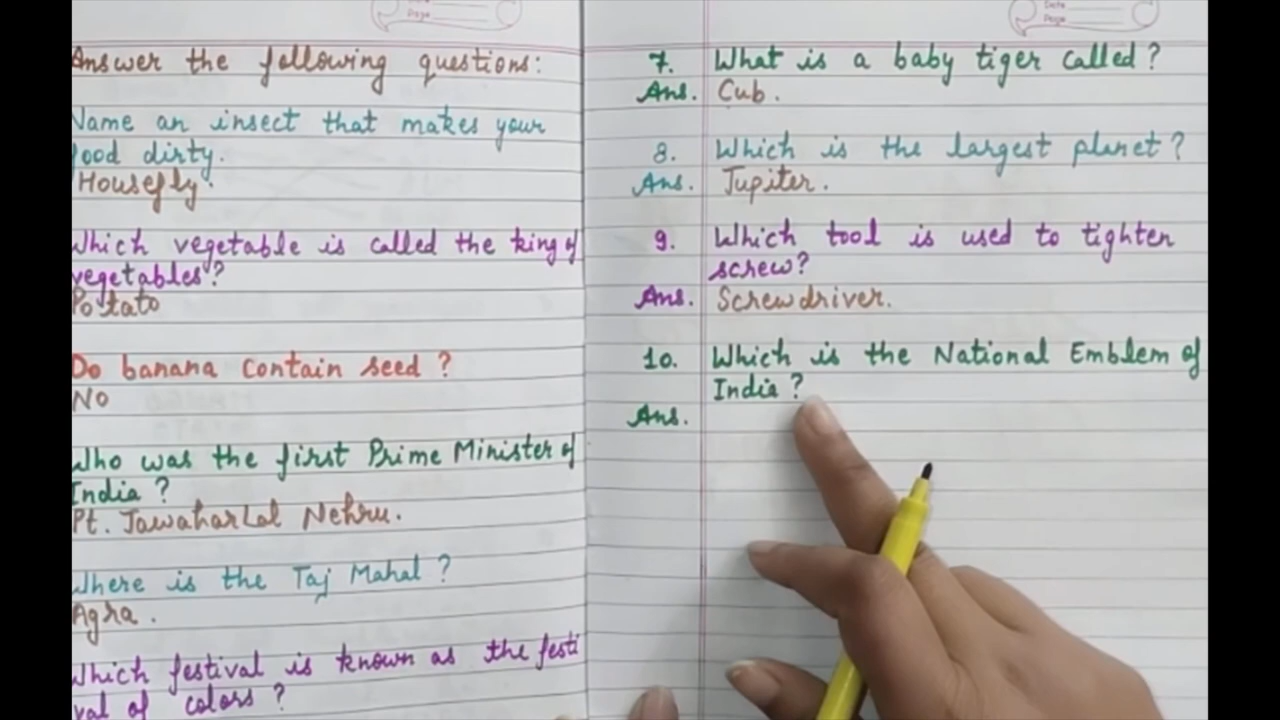 Answer the following questions:
Name an insect that makes your
food dirty.
Housefly.
Which vegetable is called the king of
vegetables?
Potato
Do banana contain seed ?
No
Who was the first Prime Minister of
India ?
Pt. Jawaharlal Nehru.
Where is the Taj Mahal ?
Agra .
Which festival is known as the festi
val of colors ?
Page
Date
Page
7. What is a baby tiger called ?
Ans. Cub .
8. Which is the largest planet ?
Ans. Jupiter .
9. Which tool is used to tighten
screw?
Ans. Screwdriver.
10. Which is the National Emblem of
India ?
Ans.